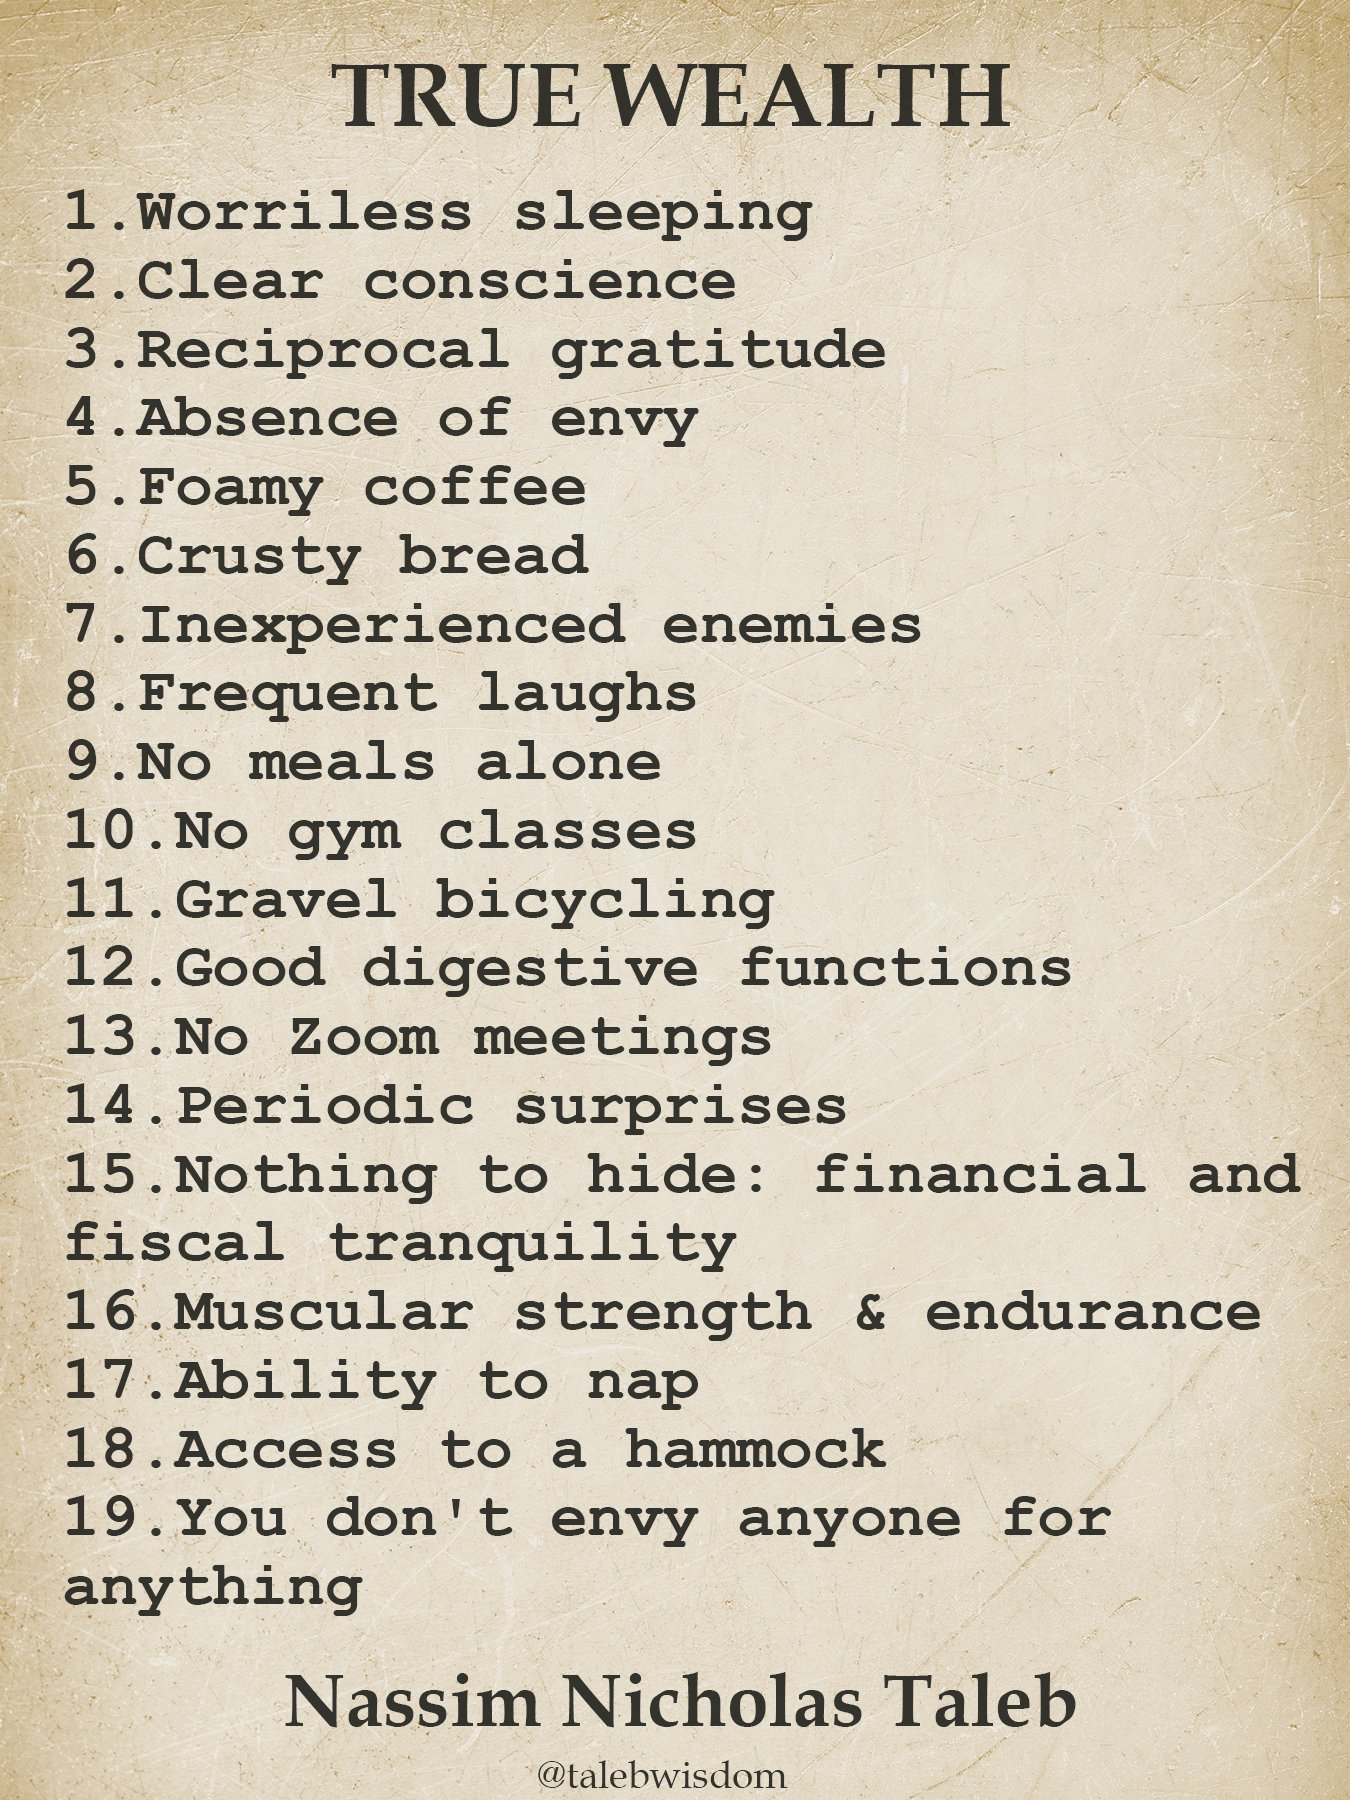 TRUE WEALTH
1.Worriless sleeping
2.Clear conscience
3.Reciprocal gratitude
4.Absence of envy
5.Foamy coffee
6.Crusty bread
7.Inexperienced enemies
8.Frequent laughs
9.No meals alone
10.No gym classes
11.Gravel bicycling
12.Good digestive functions
13.No Zoom meetings
14.Periodic surprises
15.Nothing to hide: financial and
fiscal tranquility
16.Muscular strength & endurance
17.Ability to nap
18.Access to a hammock
19.You don't envy anyone for
anything
Nassim Nicholas Taleb
@talebwisdom